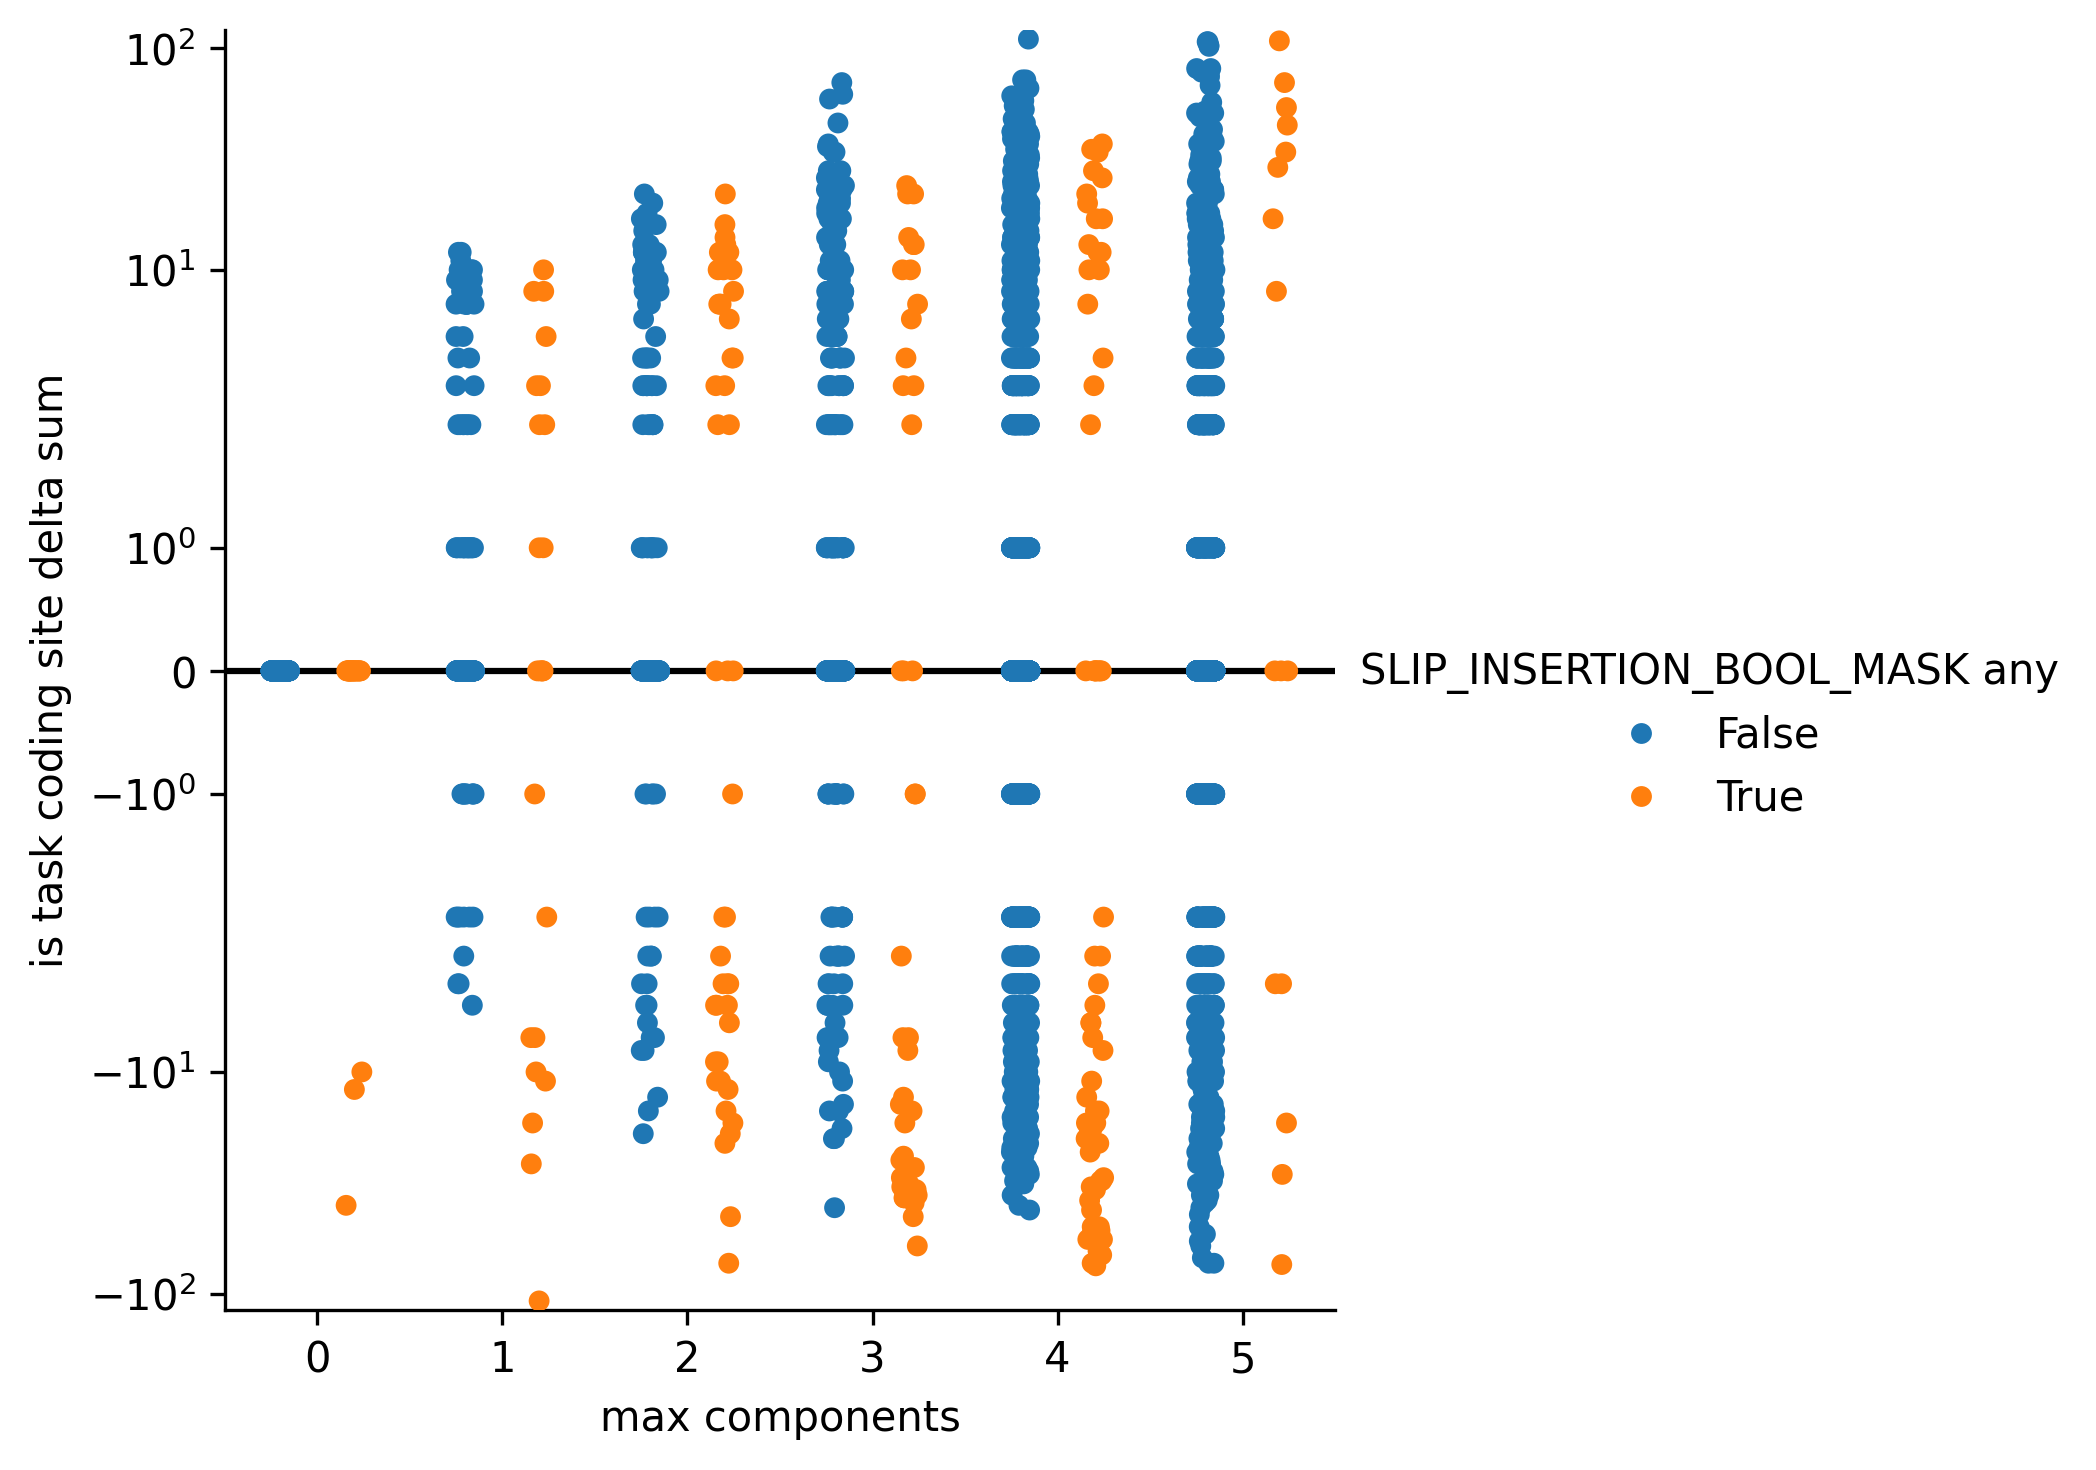 is task coding site delta sum
10²
10¹
10⁰
0
−10⁰
−10¹
−10²
0 1 2 3 4 5
max components
SLIP_INSERTION_BOOL_MASK any
False
True